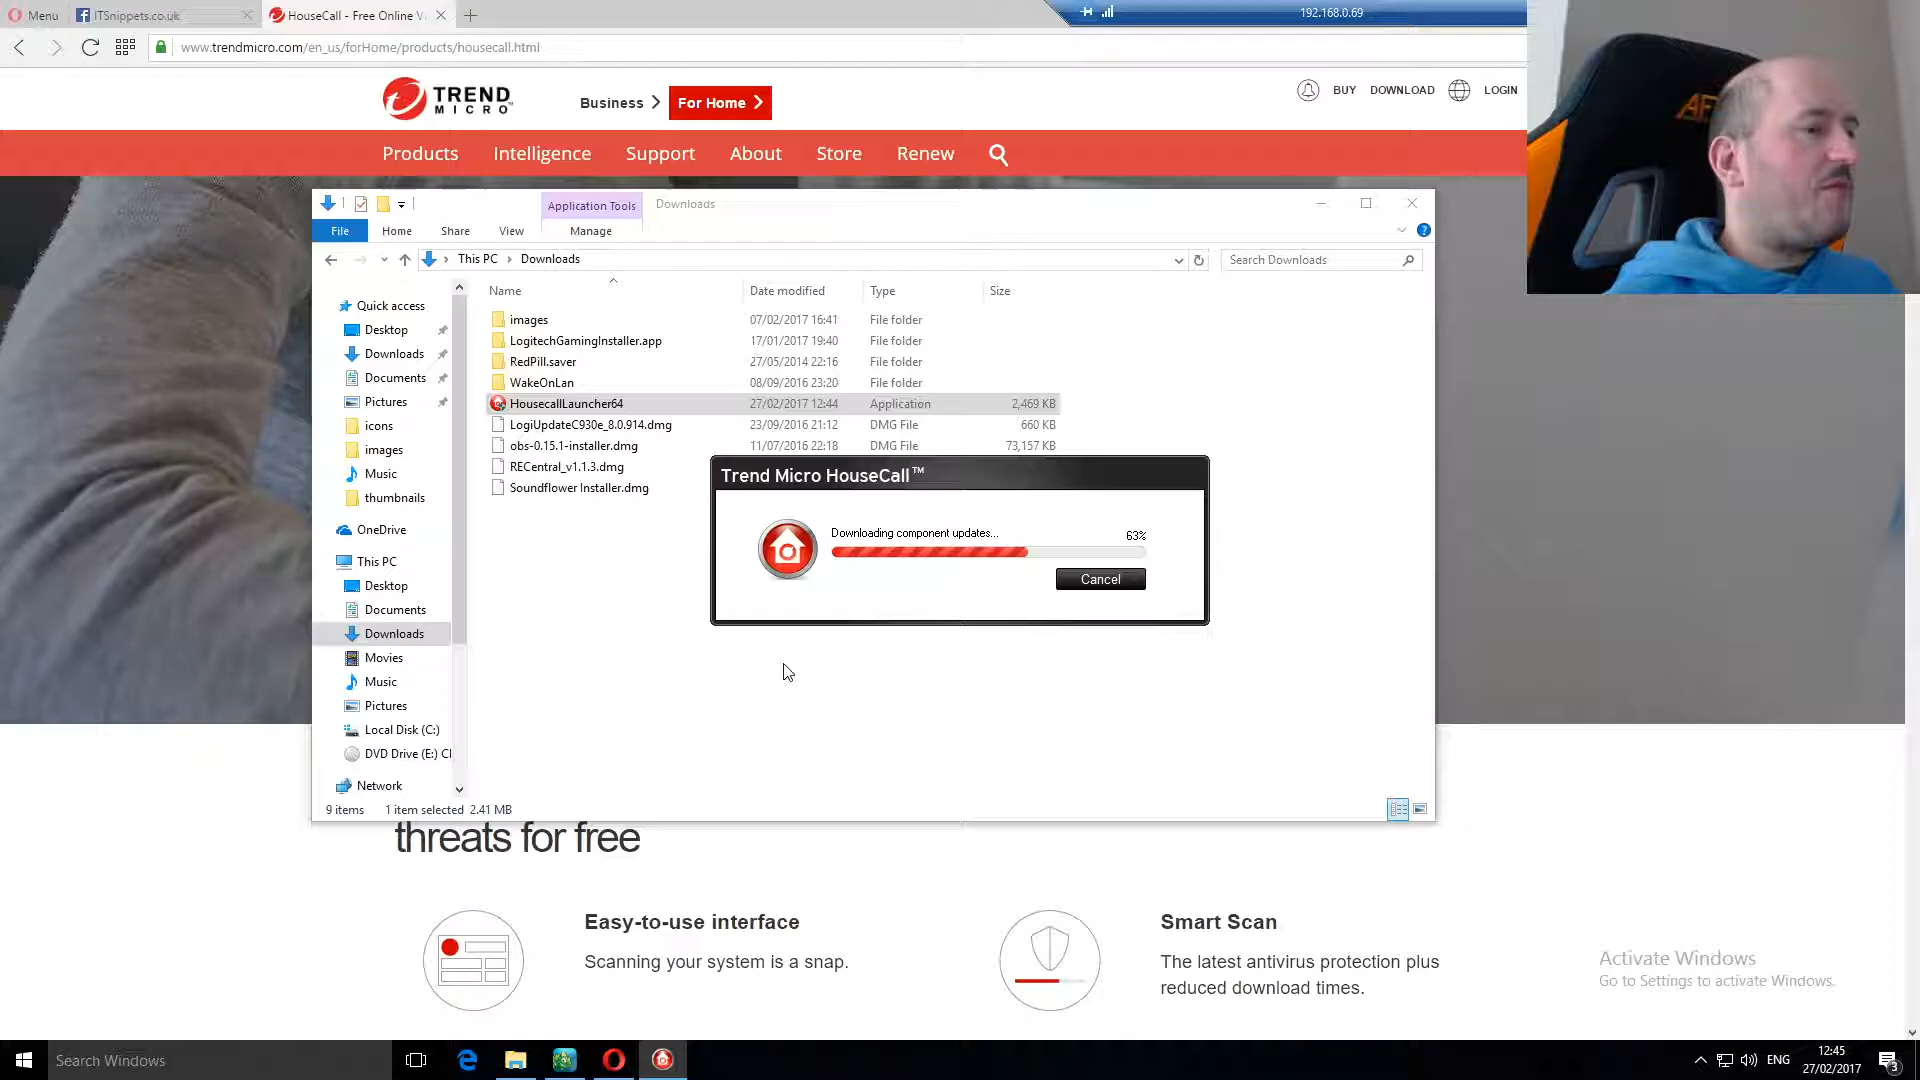 Menu
ITSnippets.co.uk
HouseCall - Free Online V
192.168.0.69
www.trendmicro.com/en_us/forHome/products/housecall.html
TREND MICRO
Business
For Home
BUY
DOWNLOAD
LOGIN
Products
Intelligence
Support
About
Store
Renew
Application Tools
Downloads
File
Home
Share
View
Manage
This PC
Downloads
Search Downloads
Name
Date modified
Type
Size
Quick access
Desktop
Downloads
Documents
Pictures
icons
images
Music
thumbnails
OneDrive
This PC
Desktop
Documents
Downloads
Movies
Music
Pictures
Local Disk (C:)
DVD Drive (E:) C
Network
images 07/02/2017 16:41 File folder
LogitechGamingInstaller.app 17/01/2017 19:40 File folder
RedPill.saver 27/05/2014 22:16 File folder
WakeOnLan 08/09/2016 23:20 File folder
HousecallLauncher64 27/02/2017 12:44 Application 2,469 KB
LogiUpdateC930e_8.0.914.dmg 23/09/2016 21:12 DMG File 660 KB
obs-0.15.1-installer.dmg 11/07/2016 22:18 DMG File 73,157 KB
RECentral_v1.1.3.dmg
Soundflower Installer.dmg
Trend Micro HouseCall™
Downloading component updates...
63%
Cancel
9 items
1 item selected 2.41 MB
threats for free
Easy-to-use interface
Scanning your system is a snap.
Smart Scan
The latest antivirus protection plus
reduced download times.
Activate Windows
Go to Settings to activate Windows.
Search Windows
ENG
12:45
27/02/2017
3